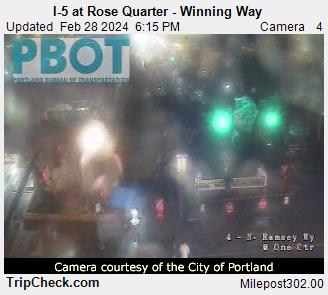 I-5 at Rose Quarter - Winning Way
Updated Feb 28 2024 6:15 PM Camera 4
PBOT
PORTLAND BUREAU OF TRANSPORTATION
4 - N. Ramsey Wy
@ One Ctr
Camera courtesy of the City of Portland
TripCheck.com Milepost302.00